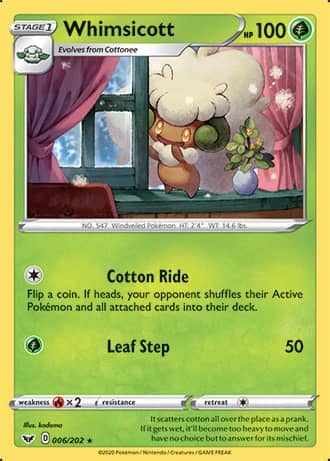 STAGE 1
Whimsicott
HP 100
Evolves from Cottonee
NO. 547 Windveiled Pokémon HT: 2'4" WT: 14.6 lbs.
Cotton Ride
Flip a coin. If heads, your opponent shuffles their Active
Pokémon and all attached cards into their deck.
Leaf Step 50
weakness ×2 resistance retreat
Illus. kodama
D 006/202 ★
It scatters cotton all over the place as a prank.
If it gets wet, it'll become too heavy to move and
have no choice but to answer for its mischief.
©2020 Pokémon / Nintendo / Creatures / GAME FREAK